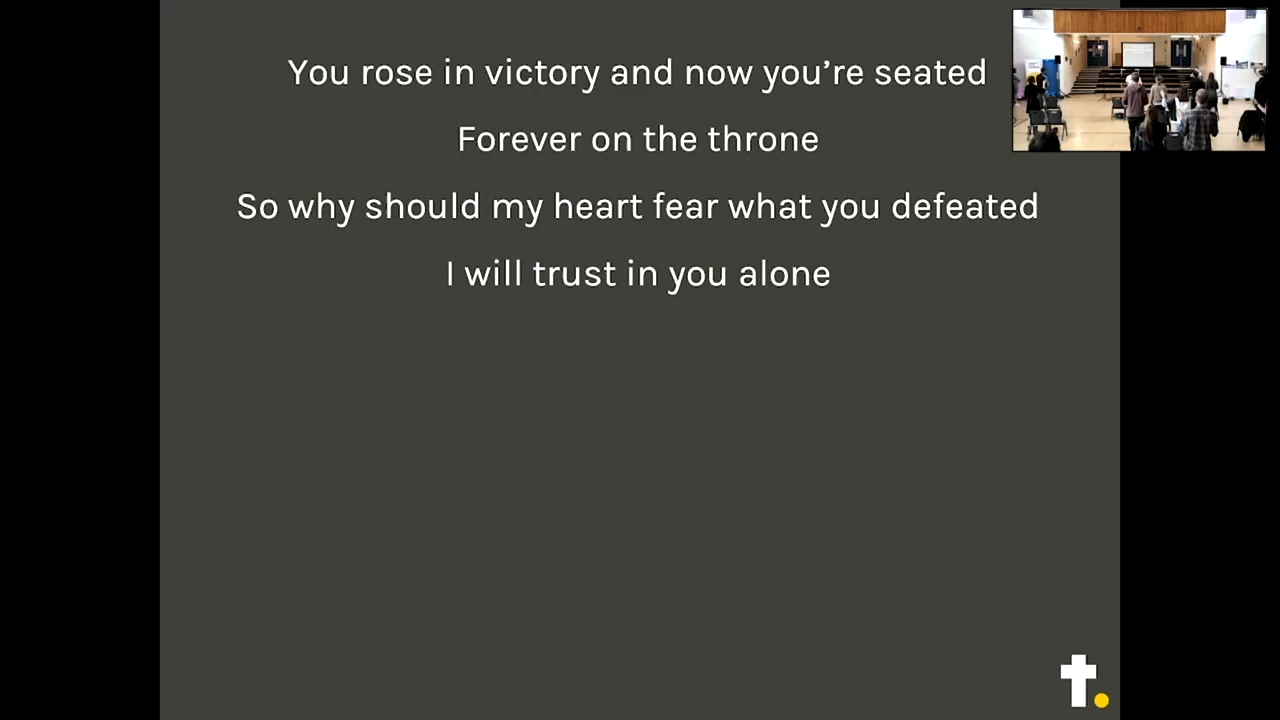 You rose in victory and now you’re seated
Forever on the throne
So why should my heart fear what you defeated
I will trust in you alone